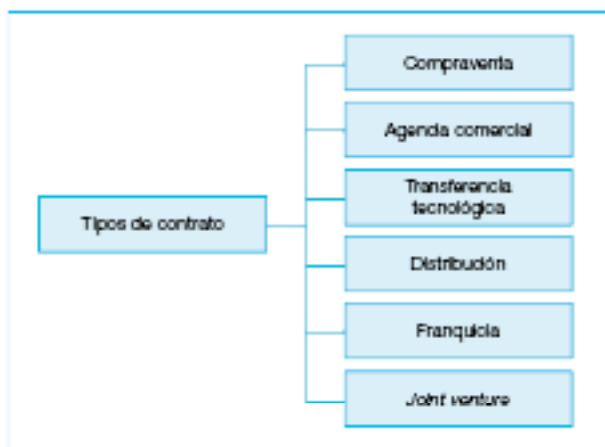 Compraventa
Agencia comercial
Transferencia
tecnológica
Tipos de contrato
Distribución
Franquicia
Joint venture